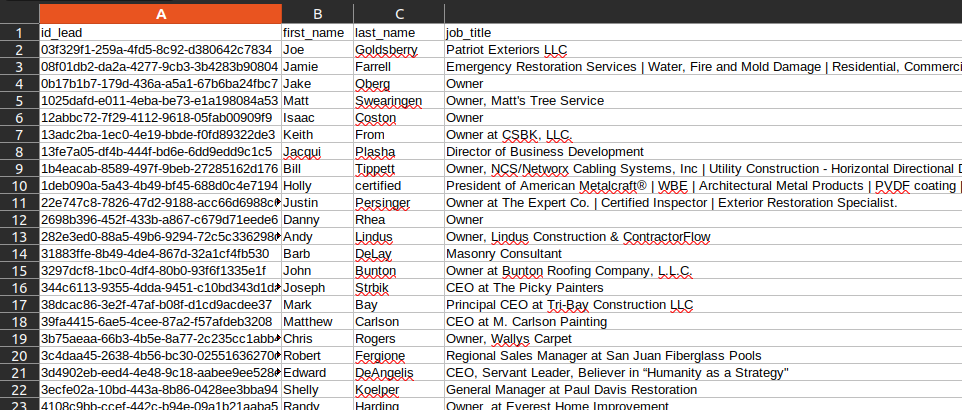 A B C
1 id_lead first_name last_name job_title
2 03f329f1-259a-4fd5-8c92-d380642c7834 Joe Goldsberry Patriot Exteriors LLC
3 08f01db2-da2a-4277-9cb3-3b4283b90804 Jamie Farrell Emergency Restoration Services | Water, Fire and Mold Damage | Residential, Commerci
4 0b17b1b7-179d-436a-a5a1-67b6ba24fbc7 Jake Oberg Owner
5 1025dafd-e011-4eba-be73-e1a198084a53 Matt Swearingen Owner, Matt's Tree Service
6 12abbc72-7f29-4112-9618-05fab00909f9 Isaac Coston Owner
7 13adc2ba-1ec0-4e19-bbde-f0fd89322de3 Keith From Owner at CSBK, LLC.
8 13fe7a05-df4b-444f-bd6e-6dd9edd9c1c5 Jacqui Plasha Director of Business Development
9 1b4eacab-8589-497f-9beb-27285162d176 Bill Tippett Owner, NCS/Networx Cabling Systems, Inc | Utility Construction - Horizontal Directional D
10 1deb090a-5a43-4b49-bf45-688d0c4e7194 Holly certified President of American Metalcraft® | WBE | Architectural Metal Products | PVDF coating |
11 22e747c8-7826-47d2-9188-acc66d6988c Justin Persinger Owner at The Expert Co. | Certified Inspector | Exterior Restoration Specialist.
12 2698b396-452f-433b-a867-c679d71eede6 Danny Rhea Owner
13 282e3ed0-88a5-49b6-9294-72c5c336298 Andy Lindus Owner, Lindus Construction & ContractorFlow
14 31883ffe-8b49-4de4-867d-32a1cf4fb530 Barb DeLay Masonry Consultant
15 3297dcf8-1bc0-4df4-80b0-93f6f1335e1f John Bunton Owner at Bunton Roofing Company, L.L.C.
16 344c6113-9355-4dda-9451-c10bd343d1d Joseph Strbik CEO at The Picky Painters
17 38dcac86-3e2f-47af-b08f-d1cd9acdee37 Mark Bay Principal CEO at Tri-Bay Construction LLC
18 39fa4415-6ae5-4cee-87a2-f57afdeb3208 Matthew Carlson CEO at M. Carlson Painting
19 3b75aeaa-66b3-4b5e-8a77-2c235cc1abb Chris Rogers Owner, Wallys Carpet
20 3c4daa45-2638-4b56-bc30-02551636270 Robert Fergione Regional Sales Manager at San Juan Fiberglass Pools
21 3d4902eb-eed4-4e48-9c18-aabee9ee528 Edward DeAngelis CEO, Servant Leader, Believer in “Humanity as a Strategy"
22 3ecfe02a-10bd-443a-8b86-0428ee3bba94 Shelly Koelper General Manager at Paul Davis Restoration
23 4108c9bb-ccef-442c-b94e-09a1b21aaba5 Randy Harding Owner at Everest Home Improvement